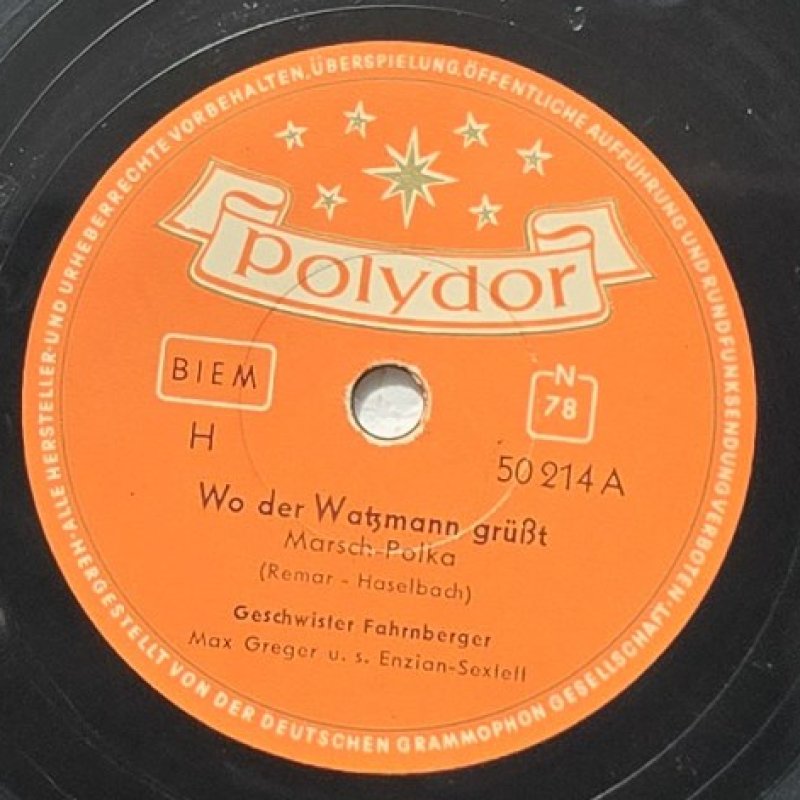 ALLE HERSTELLER-UND URHEBERRECHTE VORBEHALTEN, ÜBERSPIELUNG, ÖFFENTLICHE AUFFÜHRUNG UND RUNDFUNKSENDUNG VERBOTEN
polydor
BIEM
N
78
H
50 214 A
Wo der Watzmann grüßt
Marsch-Polka
(Remar - Haselbach)
Geschwister Fahrnberger
Max Greger u. s. Enzian-Sextett
HERGESTELLT VON DER DEUTSCHEN GRAMMOPHON GESELLSCHAFT